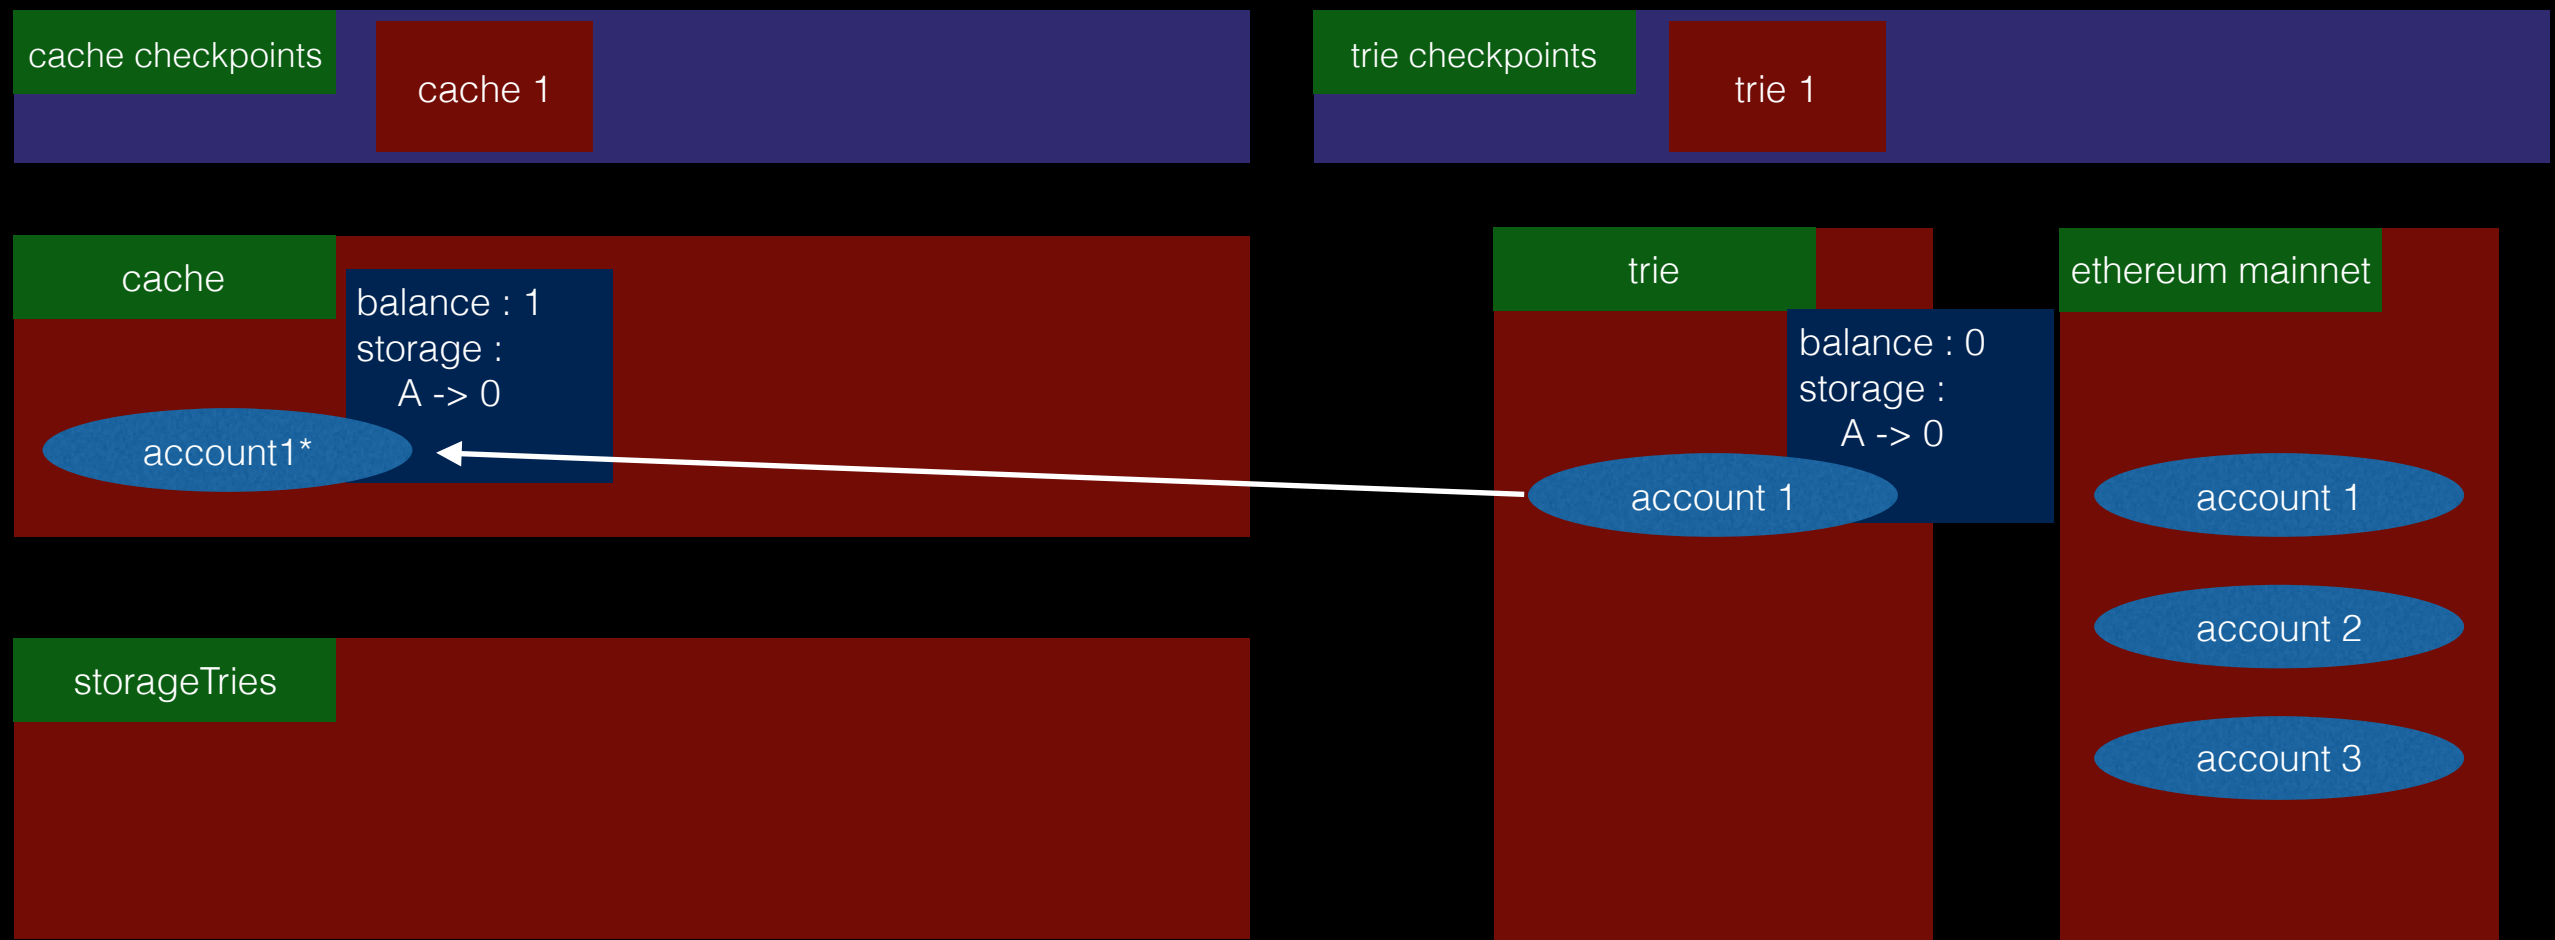 cache checkpoints
cache 1
trie checkpoints
trie 1
cache
balance : 1
storage :
A -> 0
account1*
trie
balance : 0
storage :
A -> 0
account 1
ethereum mainnet
account 1
account 2
account 3
storageTries